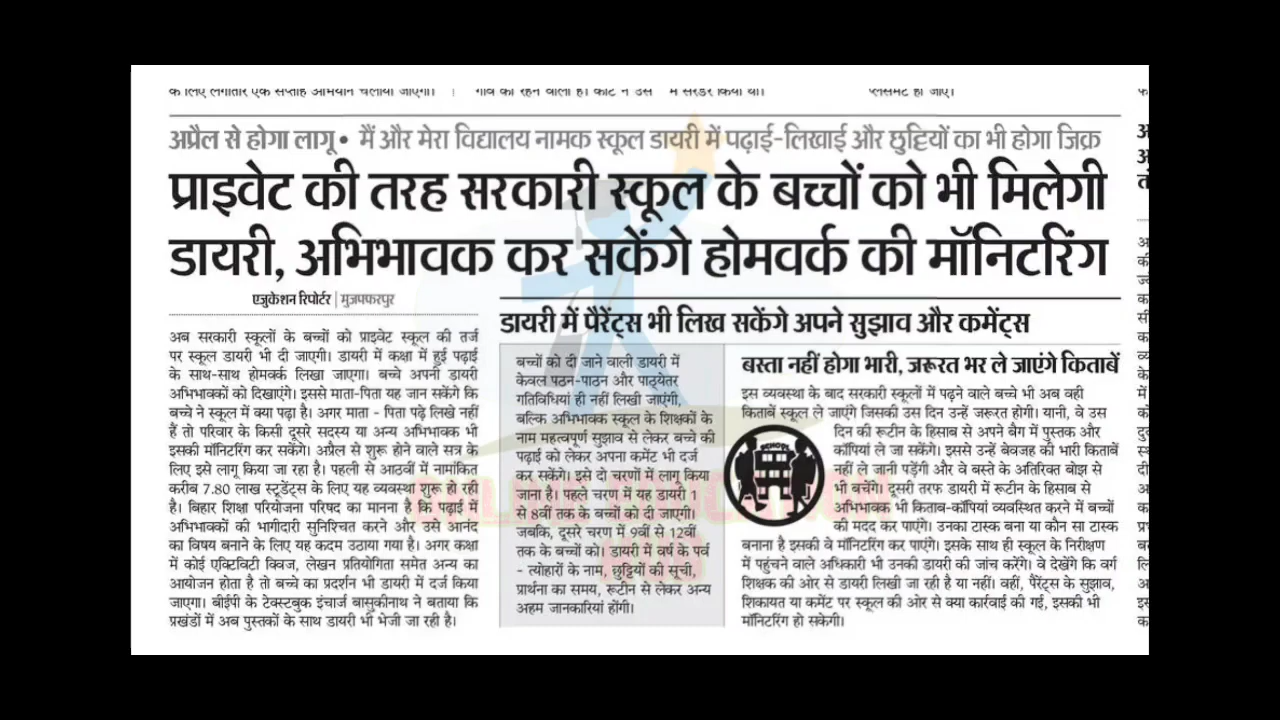 अप्रैल से होगा लागू • मैं और मेरा विद्यालय नामक स्कूल डायरी में पढ़ाई-लिखाई और छुट्टियों का भी होगा जिक्र
प्राइवेट की तरह सरकारी स्कूल के बच्चों को भी मिलेगी
डायरी, अभिभावक कर सकेंगे होमवर्क की मॉनिटरिंग
एजुकेशन रिपोर्टर | मुजफ्फरपुर
अब सरकारी स्कूलों के बच्चों को प्राइवेट स्कूल की तर्ज
पर स्कूल डायरी भी दी जाएगी। डायरी में कक्षा में हुई पढ़ाई
के साथ-साथ होमवर्क लिखा जाएगा। बच्चे अपनी डायरी
अभिभावकों को दिखाएंगे। इससे माता-पिता यह जान सकेंगे कि
बच्चे ने स्कूल में क्या पढ़ा है। अगर माता - पिता पढ़े लिखे नहीं
हैं तो परिवार के किसी दूसरे सदस्य या अन्य अभिभावक भी
इसकी मॉनिटरिंग कर सकेंगे। अप्रैल से शुरू होने वाले सत्र के
लिए इसे लागू किया जा रहा है। पहली से आठवीं में नामांकित
करीब 7.80 लाख स्टूडेंट्स के लिए यह व्यवस्था शुरू हो रही
है। बिहार शिक्षा परियोजना परिषद का मानना है कि पढ़ाई में
अभिभावकों की भागीदारी सुनिश्चित करने और उसे आनंद
का विषय बनाने के लिए यह कदम उठाया गया है। अगर कक्षा
में कोई एक्टिविटी क्विज, लेखन प्रतियोगिता समेत अन्य का
आयोजन होता है तो बच्चे का प्रदर्शन भी डायरी में दर्ज किया
जाएगा। बीईपी के टेक्स्टबुक इंचार्ज बासुकीनाथ ने बताया कि
प्रखंडों में अब पुस्तकों के साथ डायरी भी भेजी जा रही है।
डायरी में पैरेंट्स भी लिख सकेंगे अपने सुझाव और कमेंट्स
बच्चों को दी जाने वाली डायरी में
केवल पठन-पाठन और पाठ्येतर
गतिविधियां ही नहीं लिखी जाएंगी,
बल्कि अभिभावक स्कूल के शिक्षकों के
नाम महत्वपूर्ण सुझाव से लेकर बच्चे की
पढ़ाई को लेकर अपना कमेंट भी दर्ज
कर सकेंगे। इसे दो चरणों में लागू किया
जाना है। पहले चरण में यह डायरी 1
से 8वीं तक के बच्चों को दी जाएगी।
जबकि, दूसरे चरण में 9वीं से 12वीं
तक के बच्चों को। डायरी में वर्ष के पर्व
- त्योहारों के नाम, छुट्टियों की सूची,
प्रार्थना का समय, रूटीन से लेकर अन्य
अहम जानकारियां होंगी।
बस्ता नहीं होगा भारी, जरूरत भर ले जाएंगे किताबें
इस व्यवस्था के बाद सरकारी स्कूलों में पढ़ने वाले बच्चे भी अब वही
किताबें स्कूल ले जाएंगे जिसकी उस दिन उन्हें जरूरत होगी। यानी, वे उस
दिन की रूटीन के हिसाब से अपने बैग में पुस्तक और
कॉपियां ले जा सकेंगे। इससे उन्हें बेवजह की भारी किताबें
नहीं ले जानी पड़ेंगी और वे बस्ते के अतिरिक्त बोझ से
भी बचेंगे। दूसरी तरफ डायरी में रूटीन के हिसाब से
अभिभावक भी किताब-कॉपियां व्यवस्थित करने में बच्चों
की मदद कर पाएंगे। उनका टास्क बना या कौन सा टास्क
बनाना है इसकी वे मॉनिटरिंग कर पाएंगे। इसके साथ ही स्कूल के निरीक्षण
में पहुंचने वाले अधिकारी भी उनकी डायरी की जांच करेंगे। वे देखेंगे कि वर्ग
शिक्षक की ओर से डायरी लिखी जा रही है या नहीं। वहीं, पैरेंट्स के सुझाव,
शिकायत या कमेंट पर स्कूल की ओर से क्या कार्रवाई की गई, इसकी भी
मॉनिटरिंग हो सकेगी।
SCHOOL